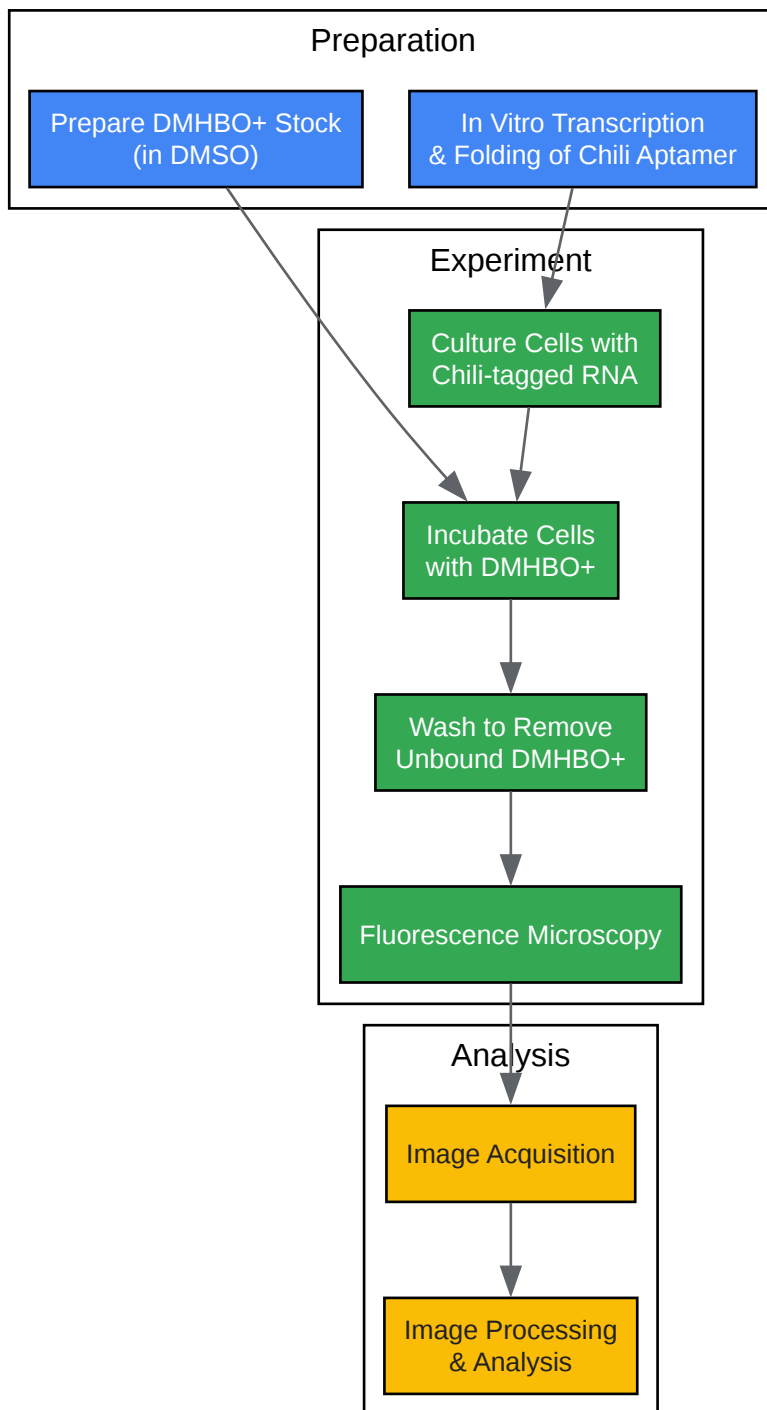 Preparation
Prepare DMHBO+ Stock
(in DMSO)
In Vitro Transcription
& Folding of Chili Aptamer
Experiment
Culture Cells with
Chili-tagged RNA
Incubate Cells
with DMHBO+
Wash to Remove
Unbound DMHBO+
Fluorescence Microscopy
Analysis
Image Acquisition
Image Processing
& Analysis